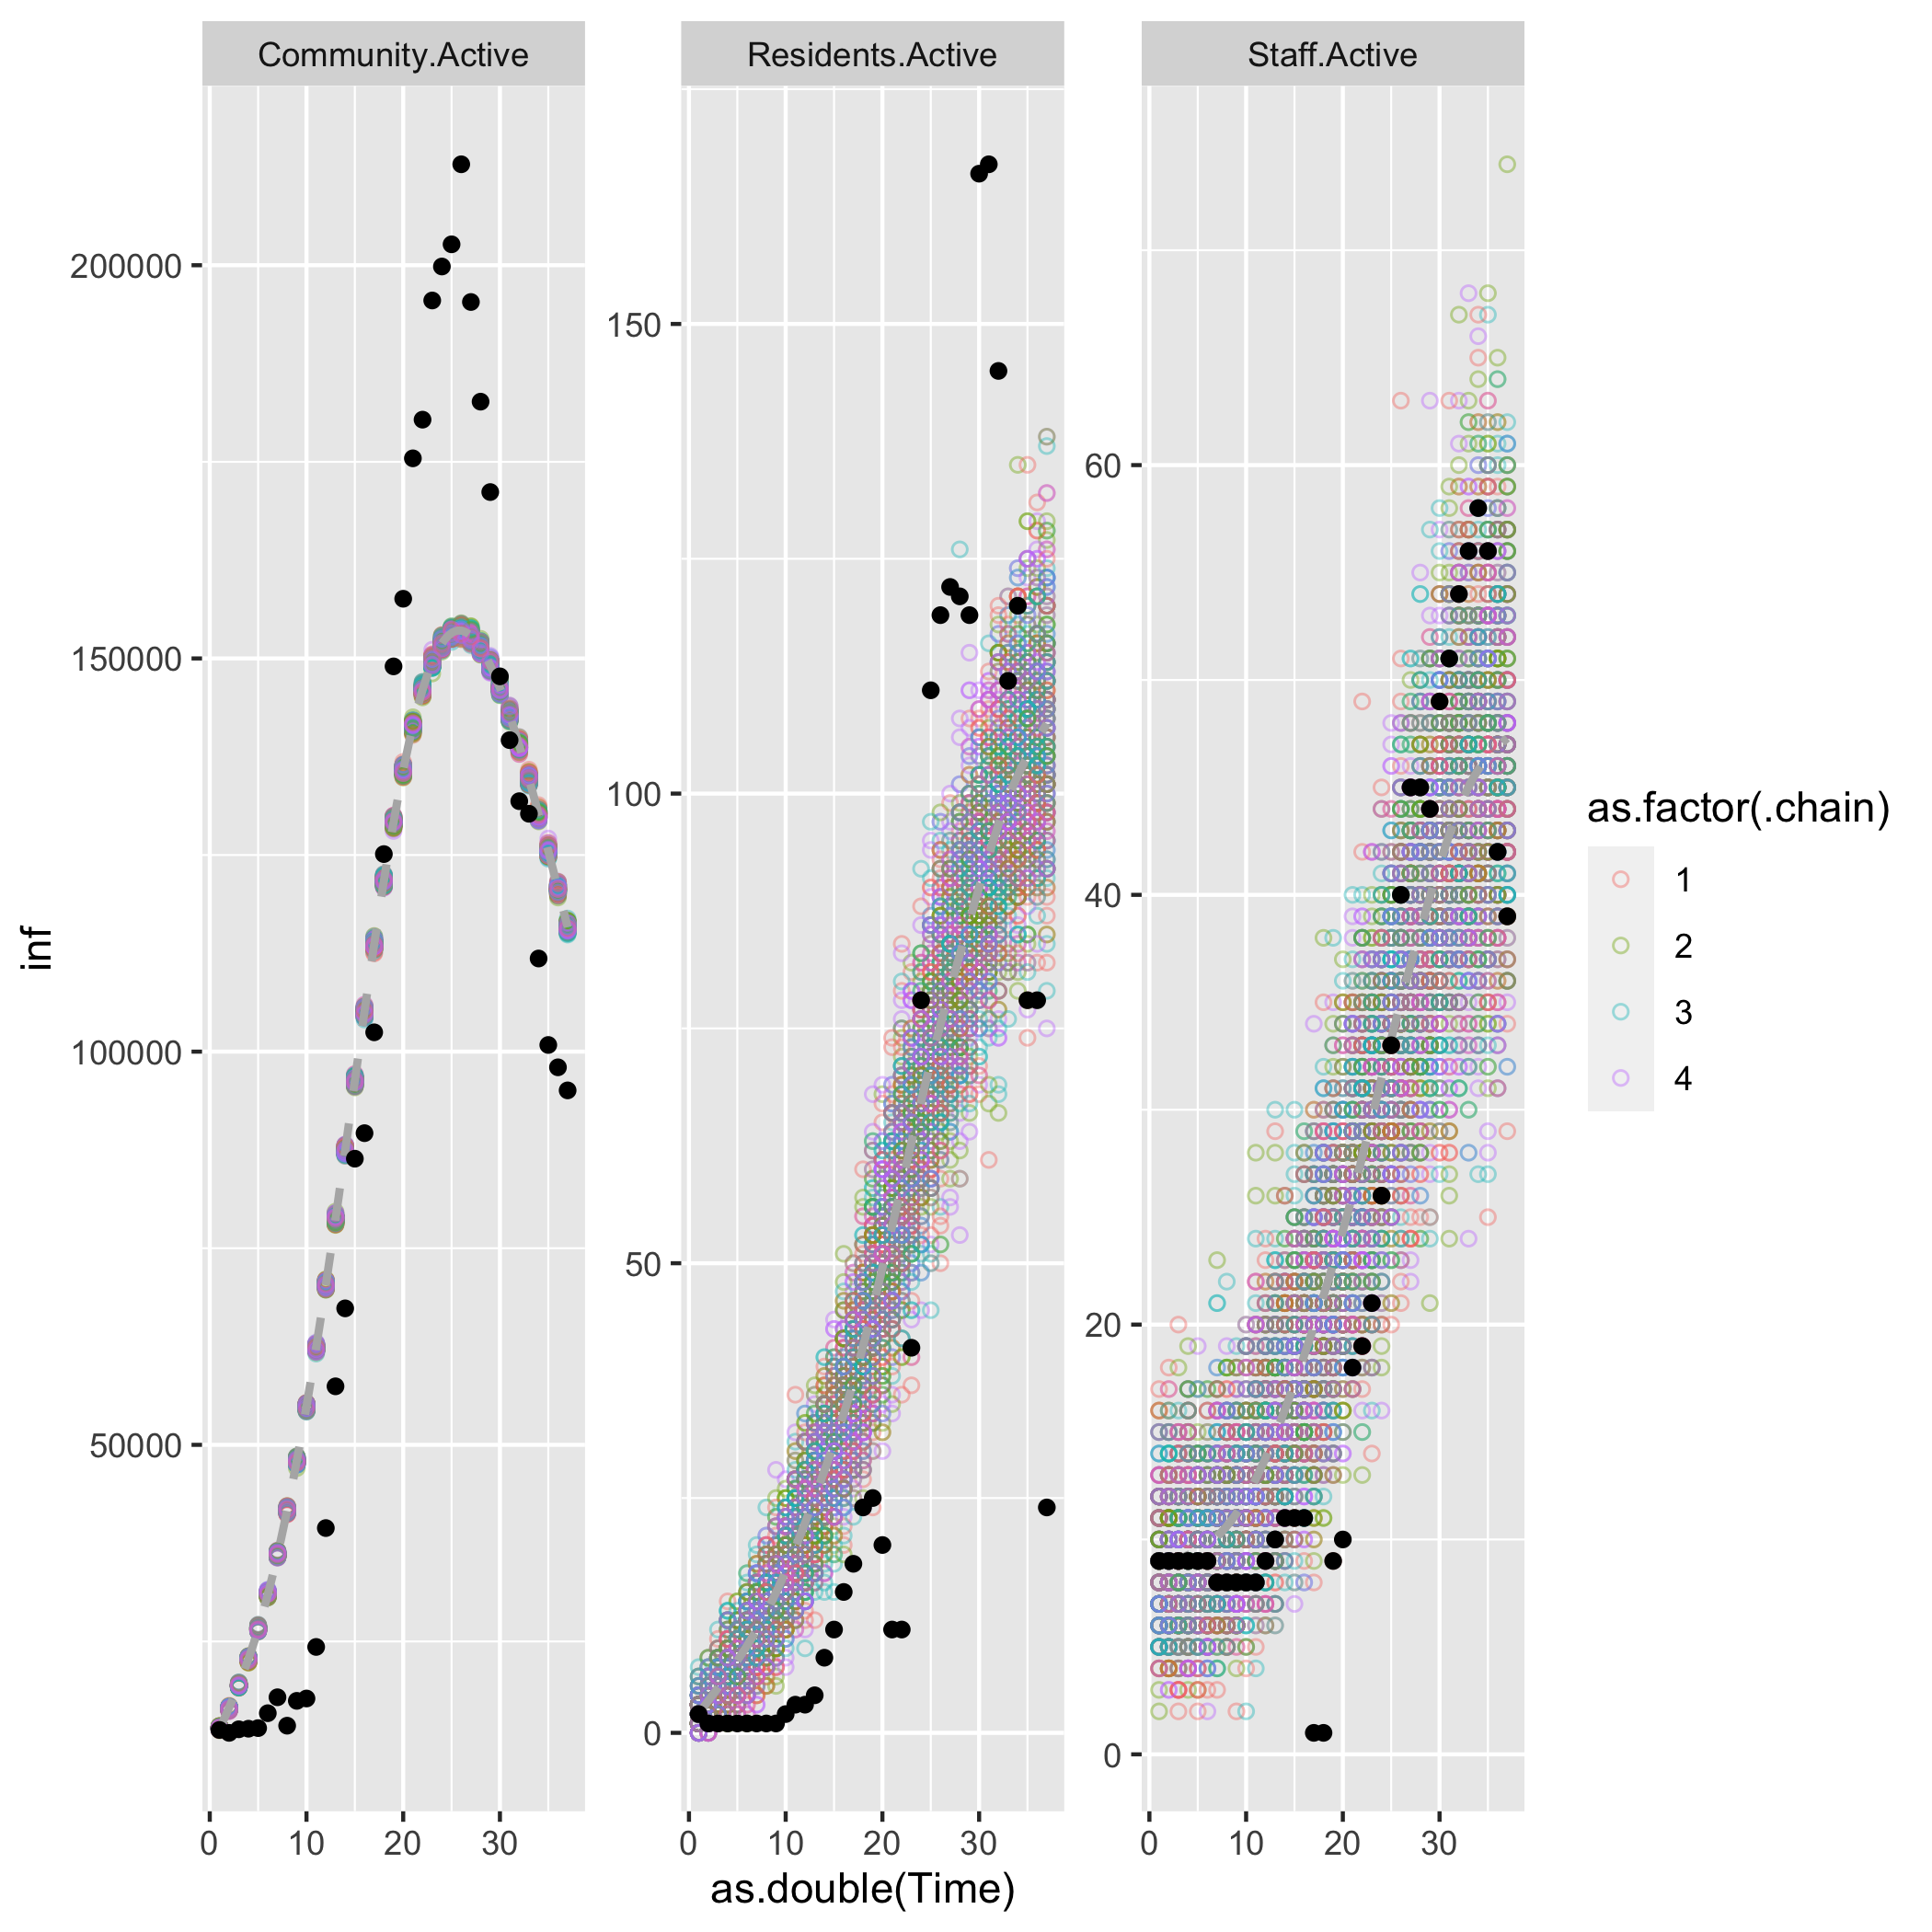 Community.Active
Residents.Active
Staff.Active
200000
150000
100000
50000
150
100
50
0
60
40
20
0
inf
0 10 20 30
0 10 20 30
0 10 20 30
as.double(Time)
as.factor(.chain)
1
2
3
4